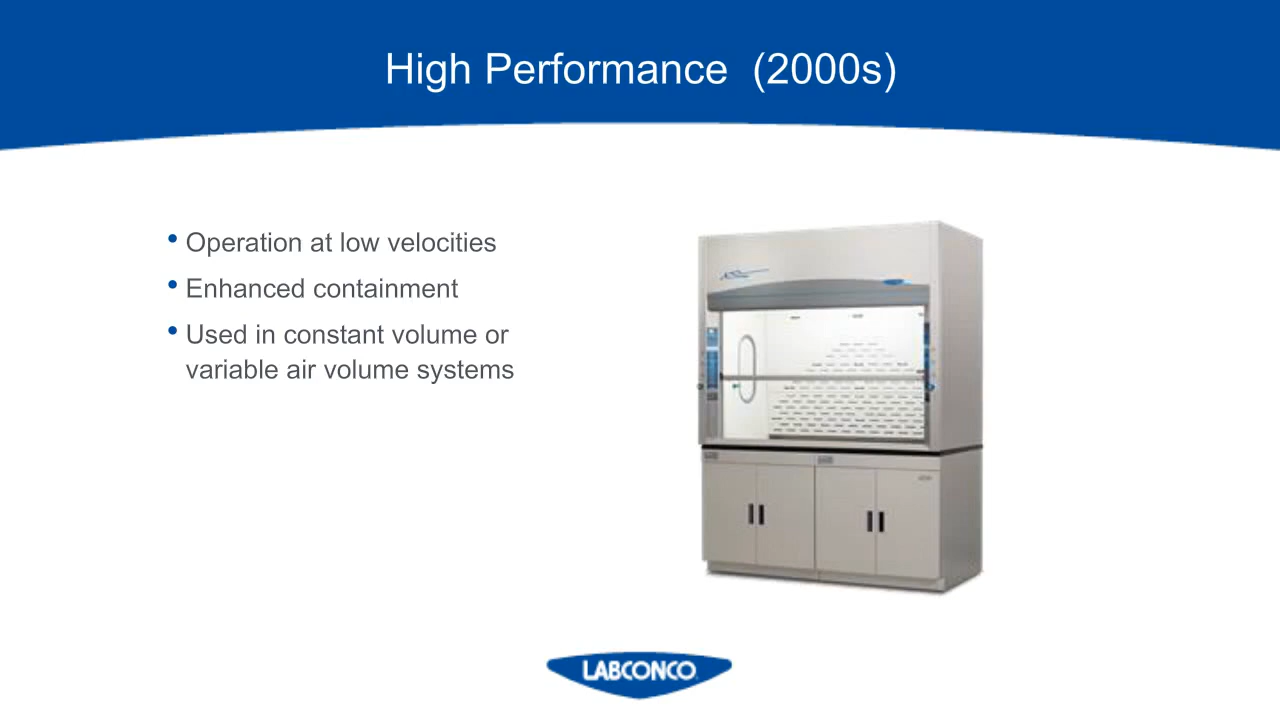 High Performance (2000s)
• Operation at low velocities
• Enhanced containment
• Used in constant volume or
variable air volume systems
LABCONCO